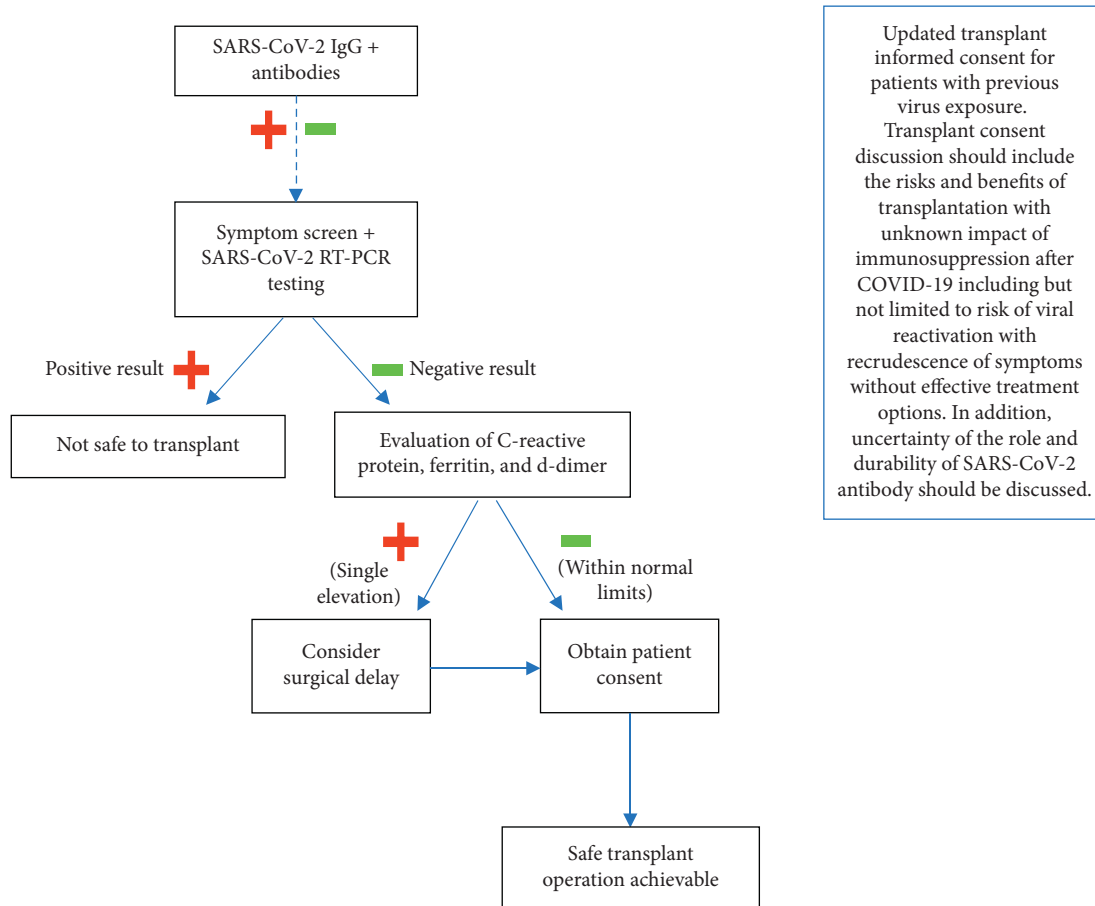 SARS-CoV-2 IgG +
antibodies
Symptom screen +
SARS-CoV-2 RT-PCR
testing
Positive result
Negative result
Not safe to transplant
Evaluation of C-reactive
protein, ferritin, and d-dimer
(Single
elevation)
(Within normal
limits)
Consider
surgical delay
Obtain patient
consent
Safe transplant
operation achievable
Updated transplant
informed consent for
patients with previous
virus exposure.
Transplant consent
discussion should include
the risks and benefits of
transplantation with
unknown impact of
immunosuppression after
COVID-19 including but
not limited to risk of viral
reactivation with
recrudescence of symptoms
without effective treatment
options. In addition,
uncertainty of the role and
durability of SARS-CoV-2
antibody should be discussed.